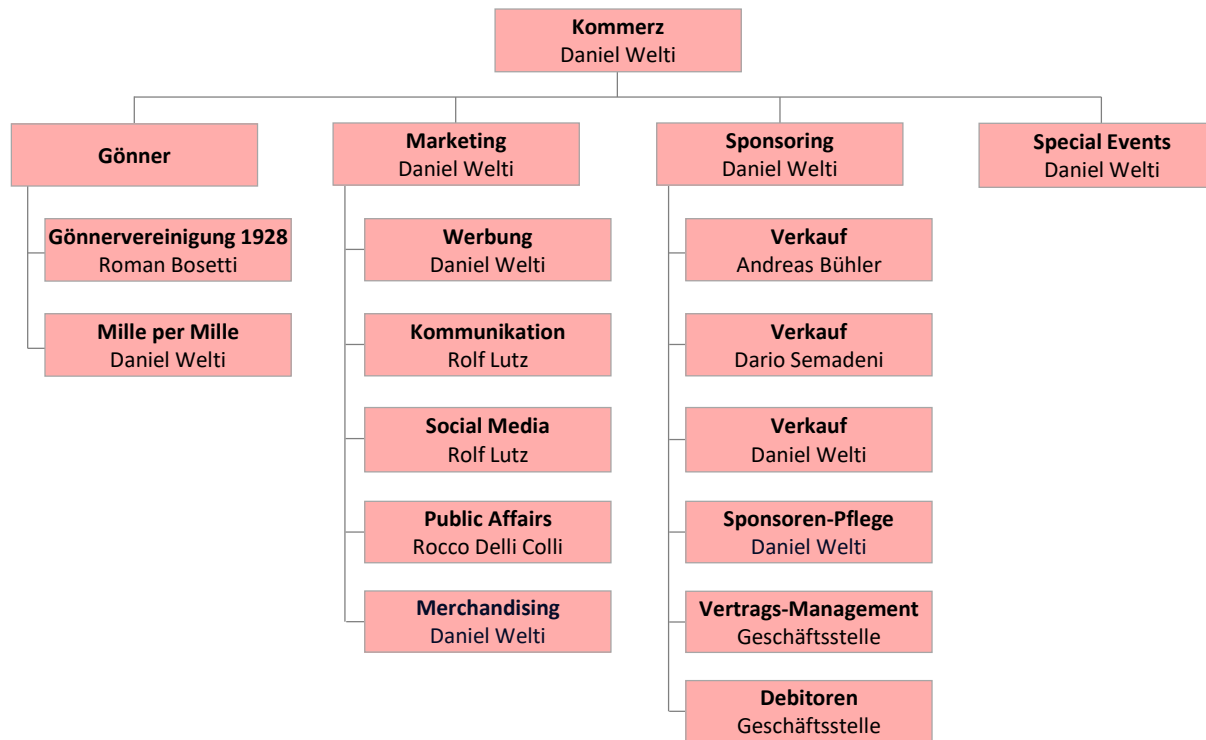 Kommerz
Daniel Welti
Gönner
Gönnervereinigung 1928
Roman Bosetti
Mille per Mille
Daniel Welti
Marketing
Daniel Welti
Werbung
Daniel Welti
Kommunikation
Rolf Lutz
Social Media
Rolf Lutz
Public Affairs
Rocco Delli Colli
Merchandising
Daniel Welti
Sponsoring
Daniel Welti
Verkauf
Andreas Bühler
Verkauf
Dario Semadeni
Verkauf
Daniel Welti
Sponsoren-Pflege
Daniel Welti
Vertrags-Management
Geschäftsstelle
Debitoren
Geschäftsstelle
Special Events
Daniel Welti